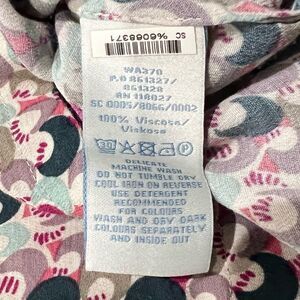 SC %6068371
WA370
P.O 861327/
861328
RN 118027
SC 0005/8066/0002
100% Viscose/
Viskose
DELICATE
MACHINE WASH
DO NOT TUMBLE DRY
COOL IRON ON REVERSE
USE DETERGENT
RECOMMENDED
FOR COLOURS
WASH AND DRY DARK
COLOURS SEPARATELY
AND INSIDE OUT